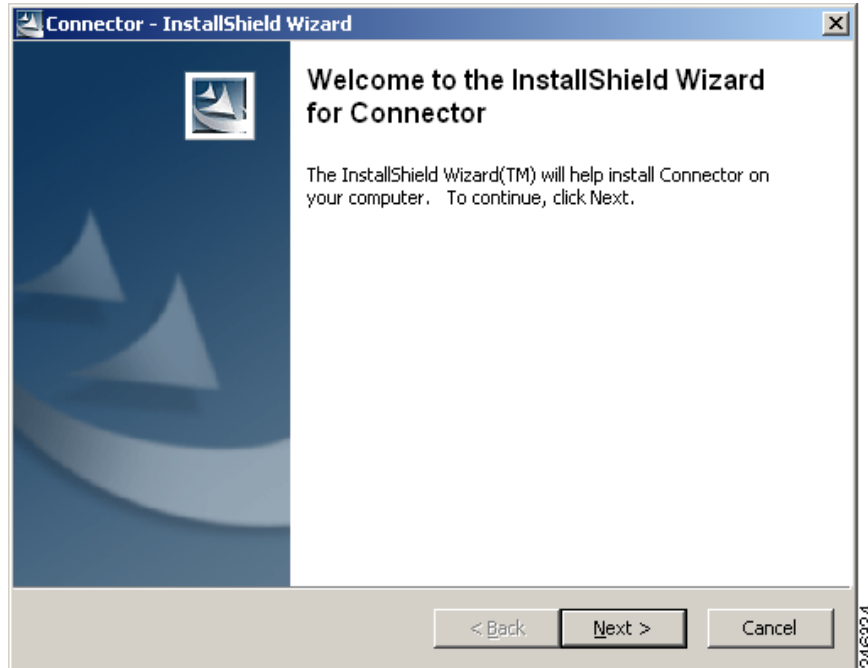 Connector - InstallShield Wizard
Welcome to the InstallShield Wizard
for Connector
The InstallShield Wizard(TM) will help install Connector on
your computer. To continue, click Next.
< Back
Next >
Cancel